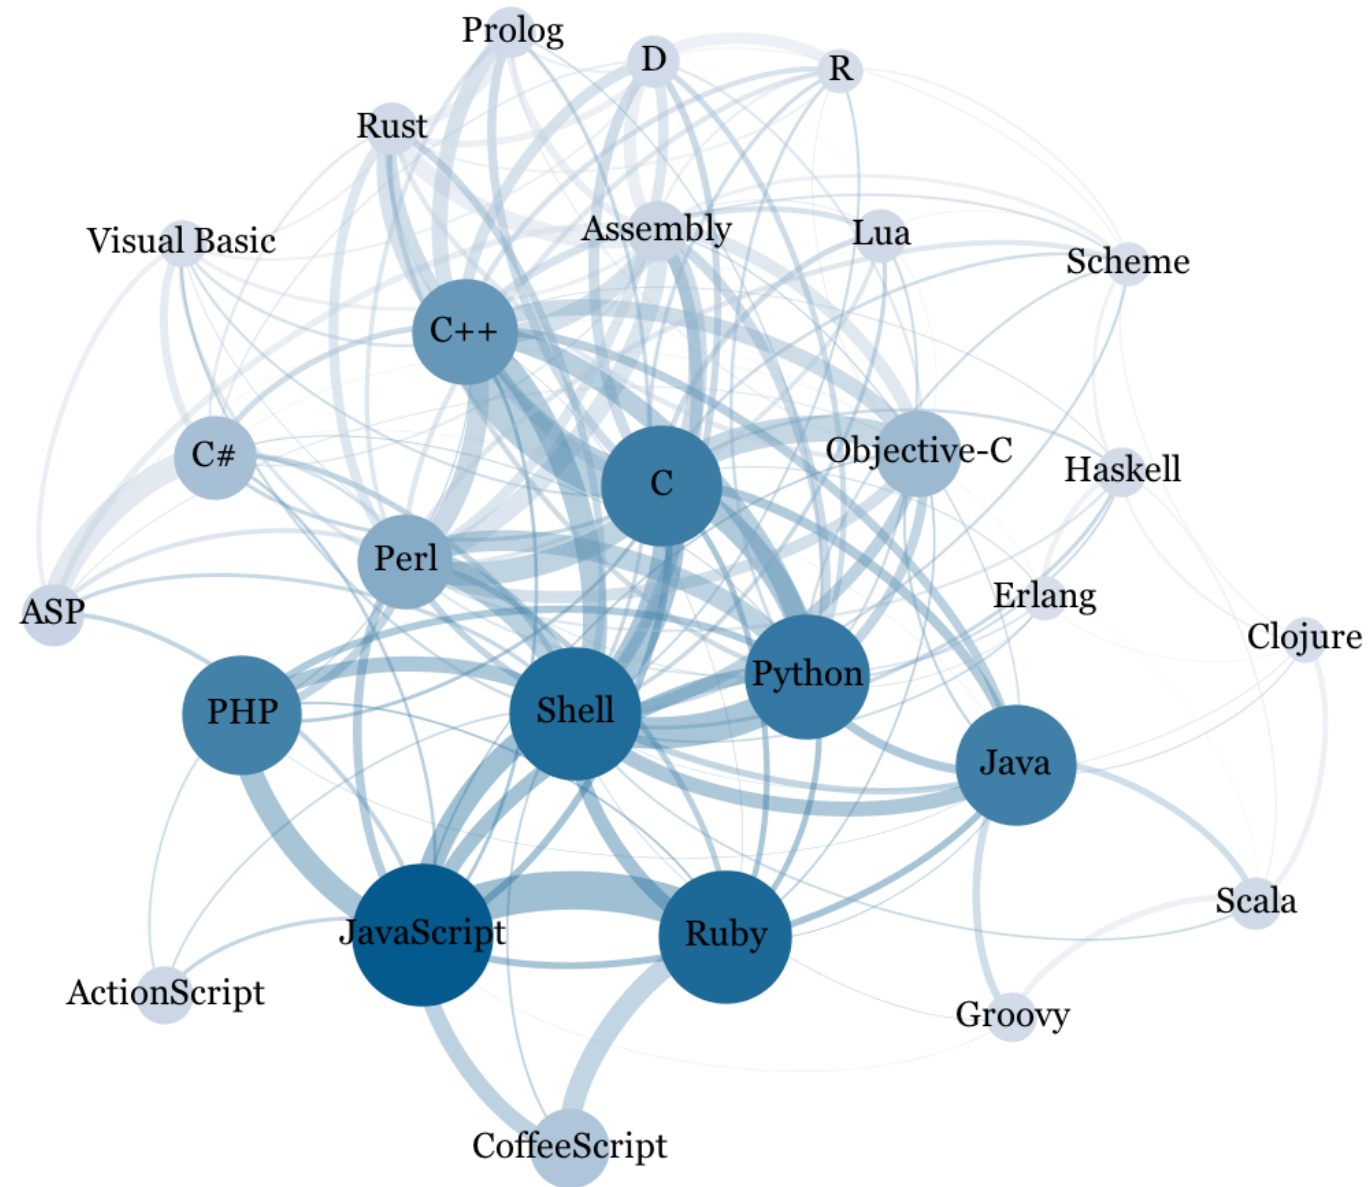 Prolog
D
R
Rust
Assembly
Lua
Visual Basic
Scheme
C++
C#
C
Objective-C
Haskell
Perl
ASP
Erlang
Clojure
PHP
Shell
Python
Java
JavaScript
Ruby
Scala
ActionScript
Groovy
CoffeeScript